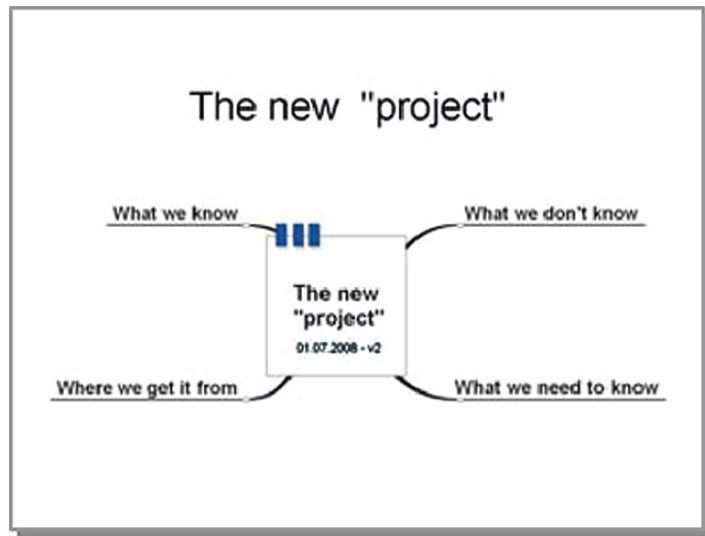 The new "project"
What we know
What we don't know
The new
"project"
01.07.2008 - v2
Where we get it from
What we need to know